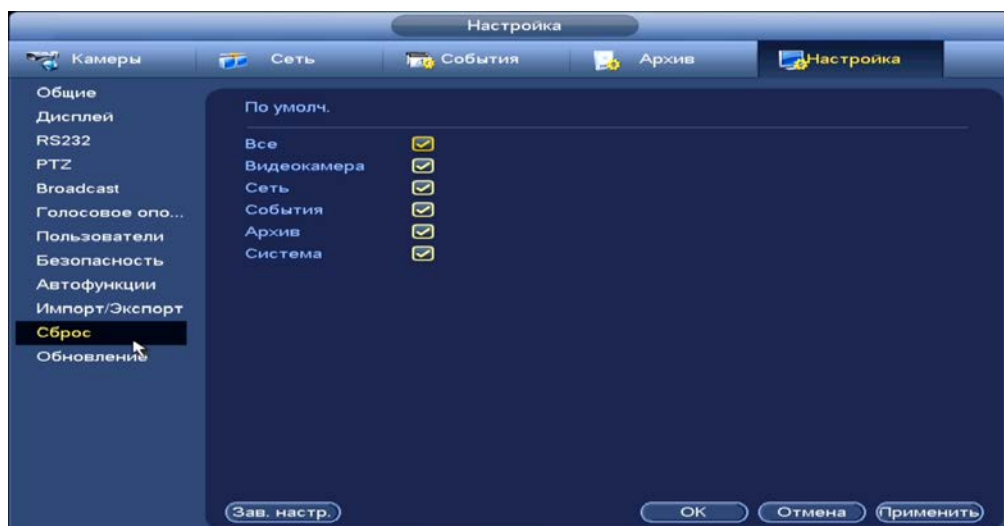 Настройка
Камеры
Сеть
События
Архив
Настройка
Общие
Дисплей
RS232
PTZ
Broadcast
Голосовое опо...
Пользователи
Безопасность
Автофункции
Импорт/Экспорт
Сброс
Обновление
По умолч.
Все
Видеокамера
Сеть
События
Архив
Система
Зав. настр.
OK
Отмена
Применить